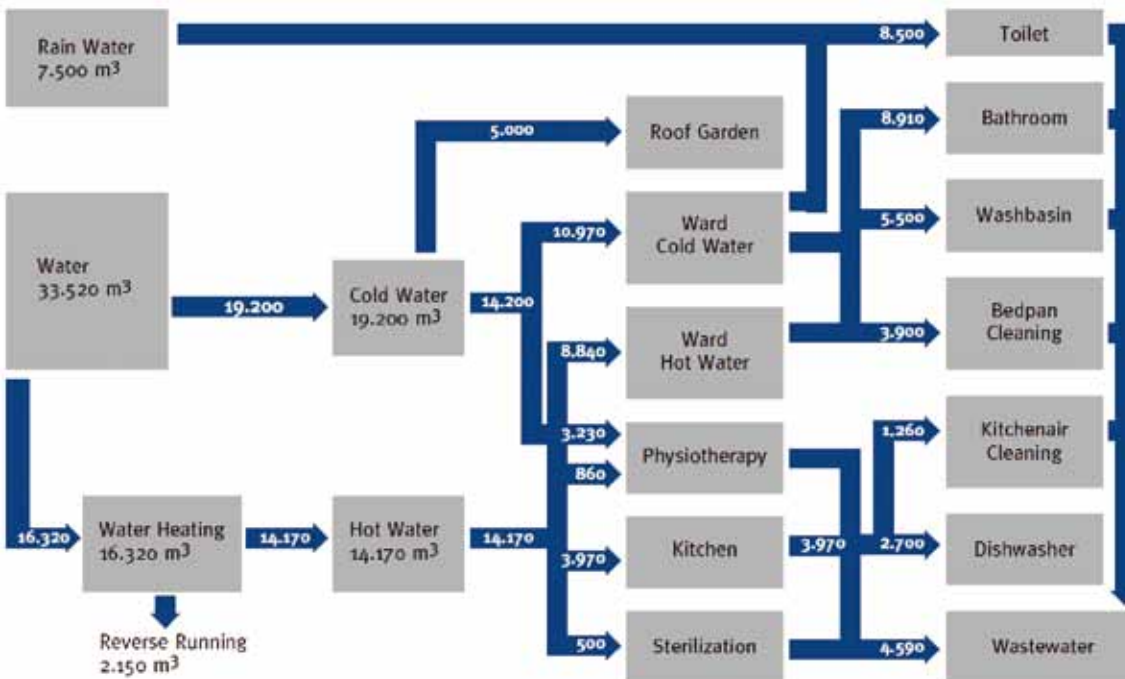 Rain Water
7.500 m³
8.500
Toilet
5.000
Roof Garden
8.910
Bathroom
10.970
Ward
Cold Water
5.500
Washbasin
Water
33.520 m³
19.200
Cold Water
19.200 m³
14.200
8.840
Ward
Hot Water
3.900
Bedpan
Cleaning
3.230
860
Physiotherapy
1,260
Kitchenair
Cleaning
16.320
Water Heating
16.320 m³
14.170
Hot Water
14.170 m³
14.170
3.970
Kitchen
3.970
2.700
Dishwasher
Reverse Running
2.150 m³
500
Sterilization
4.590
Wastewater